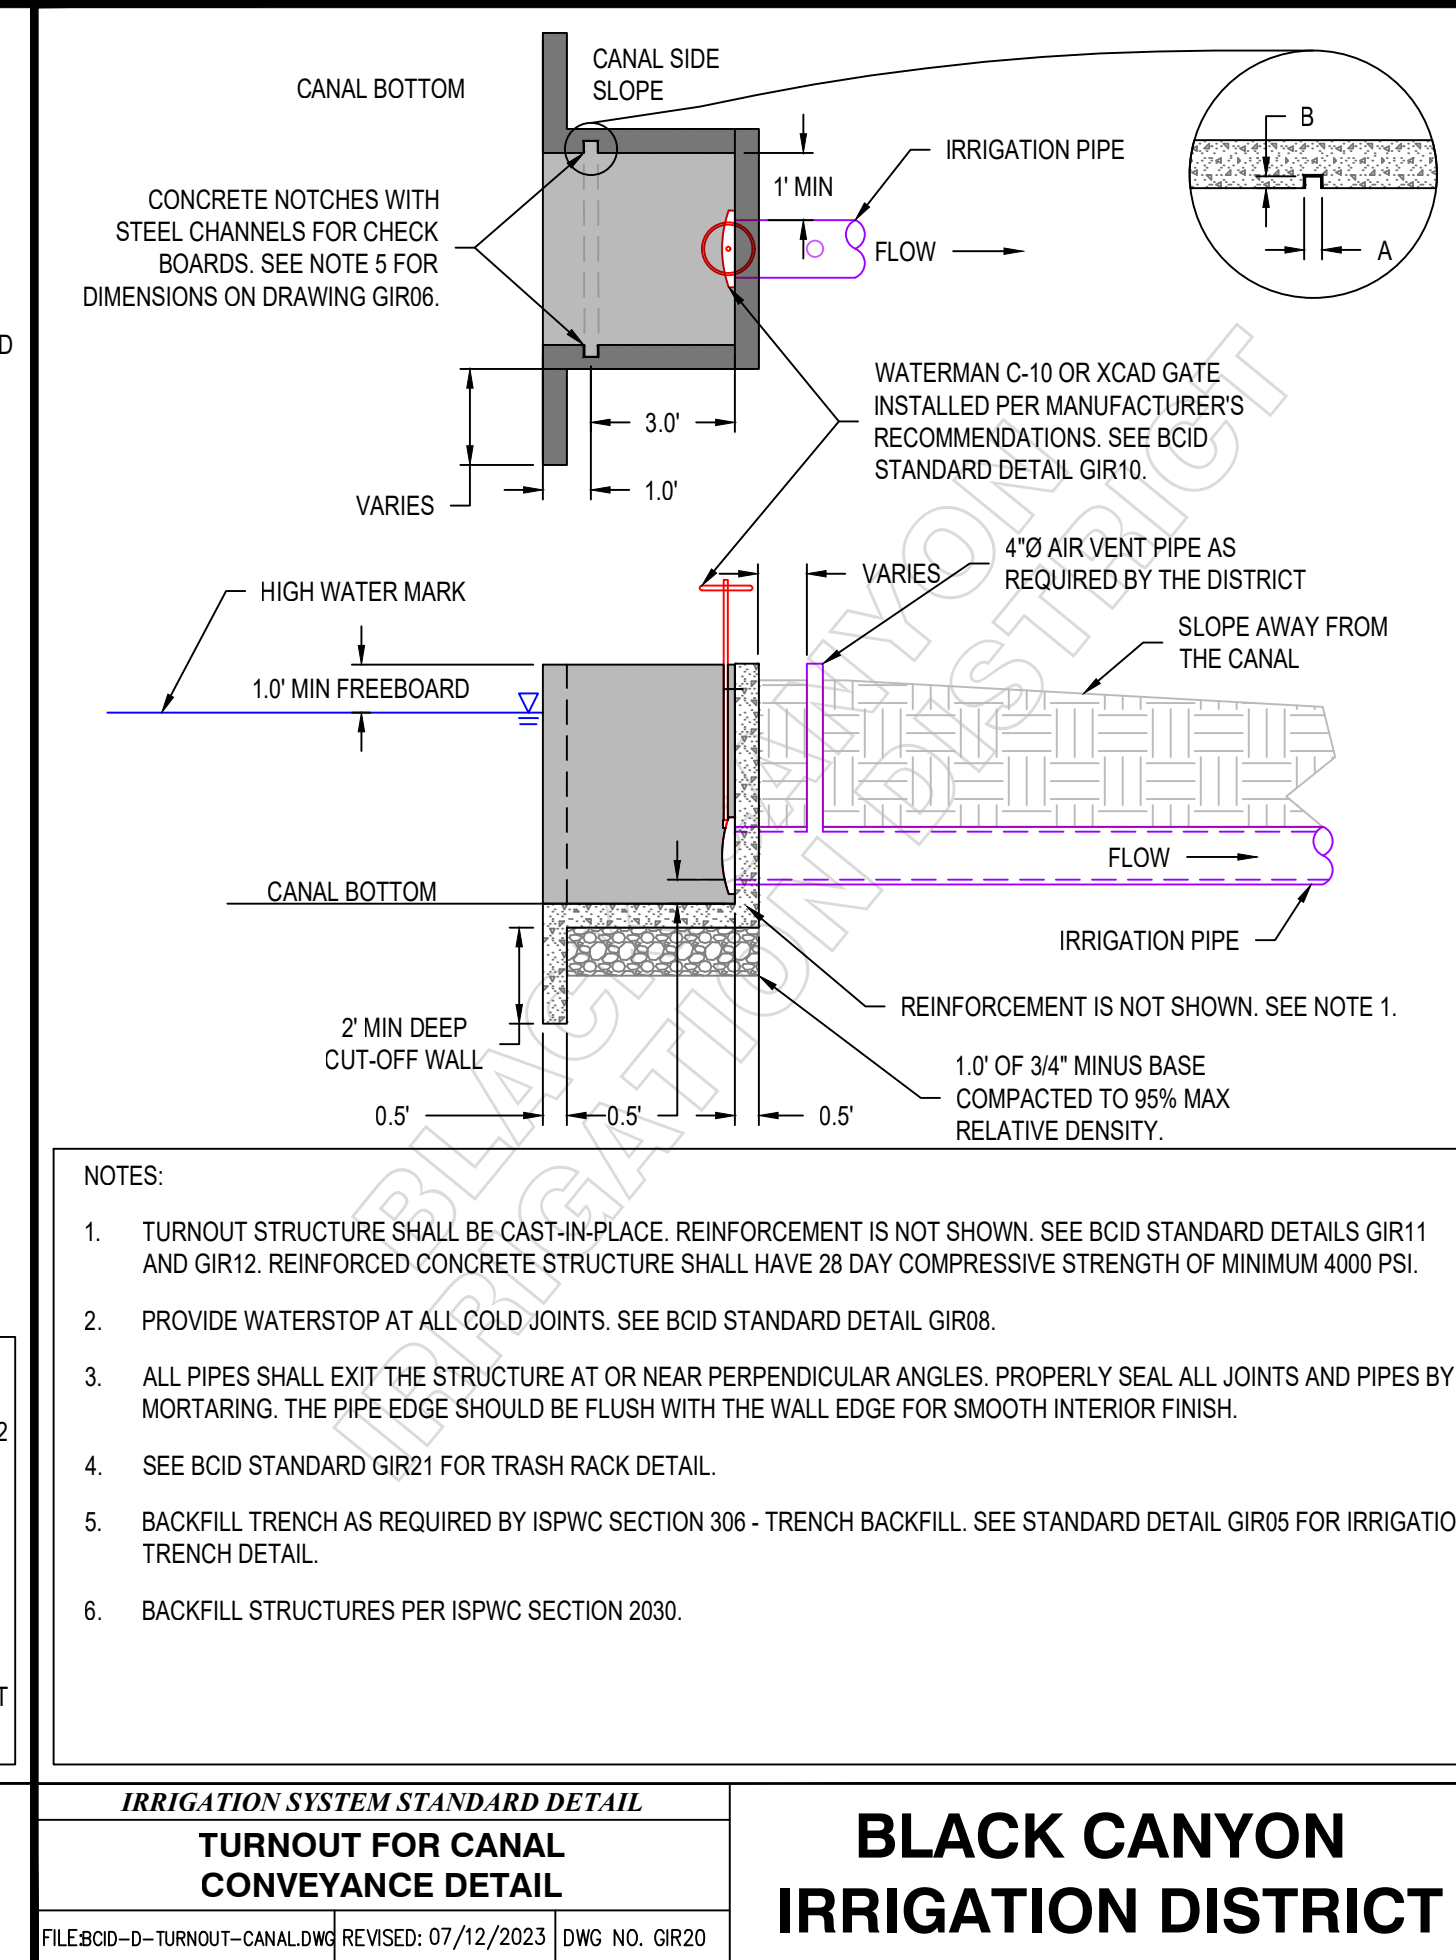 CANAL BOTTOM
CANAL SIDE
SLOPE
B
A
IRRIGATION PIPE
1' MIN
FLOW
CONCRETE NOTCHES WITH
STEEL CHANNELS FOR CHECK
BOARDS. SEE NOTE 5 FOR
DIMENSIONS ON DRAWING GIR06.
D
WATERMAN C-10 OR XCAD GATE
INSTALLED PER MANUFACTURER'S
RECOMMENDATIONS. SEE BCID
STANDARD DETAIL GIR10.
3.0'
1.0'
VARIES
VARIES
4"Ø AIR VENT PIPE AS
REQUIRED BY THE DISTRICT
HIGH WATER MARK
SLOPE AWAY FROM
THE CANAL
1.0' MIN FREEBOARD
FLOW
CANAL BOTTOM
IRRIGATION PIPE
REINFORCEMENT IS NOT SHOWN. SEE NOTE 1.
2' MIN DEEP
CUT-OFF WALL
1.0' OF 3/4" MINUS BASE
COMPACTED TO 95% MAX
RELATIVE DENSITY.
0.5'
0.5'
0.5'
BLACK CANYON
IRRIGATION DISTRICT
NOTES:
1. TURNOUT STRUCTURE SHALL BE CAST-IN-PLACE. REINFORCEMENT IS NOT SHOWN. SEE BCID STANDARD DETAILS GIR11
AND GIR12. REINFORCED CONCRETE STRUCTURE SHALL HAVE 28 DAY COMPRESSIVE STRENGTH OF MINIMUM 4000 PSI.
2. PROVIDE WATERSTOP AT ALL COLD JOINTS. SEE BCID STANDARD DETAIL GIR08.
3. ALL PIPES SHALL EXIT THE STRUCTURE AT OR NEAR PERPENDICULAR ANGLES. PROPERLY SEAL ALL JOINTS AND PIPES BY
MORTARING. THE PIPE EDGE SHOULD BE FLUSH WITH THE WALL EDGE FOR SMOOTH INTERIOR FINISH.
4. SEE BCID STANDARD GIR21 FOR TRASH RACK DETAIL.
5. BACKFILL TRENCH AS REQUIRED BY ISPWC SECTION 306 - TRENCH BACKFILL. SEE STANDARD DETAIL GIR05 FOR IRRIGATIO
TRENCH DETAIL.
6. BACKFILL STRUCTURES PER ISPWC SECTION 2030.
2
T
IRRIGATION SYSTEM STANDARD DETAIL
TURNOUT FOR CANAL
CONVEYANCE DETAIL
FILE:BCID-D-TURNOUT-CANAL.DWG
REVISED: 07/12/2023
DWG NO. GIR20
BLACK CANYON
IRRIGATION DISTRICT